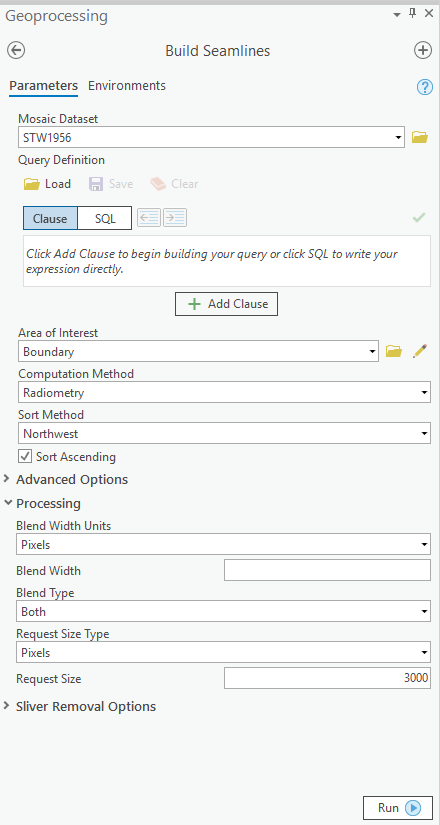 Geoprocessing
Build Seamlines
Parameters Environments
Mosaic Dataset
STW1956
Query Definition
Load Save Clear
Clause SQL
Click Add Clause to begin building your query or click SQL to write your
expression directly.
Add Clause
Area of Interest
Boundary
Computation Method
Radiometry
Sort Method
Northwest
Sort Ascending
Advanced Options
Processing
Blend Width Units
Pixels
Blend Width
Blend Type
Both
Request Size Type
Pixels
Request Size 3000
Sliver Removal Options
Run